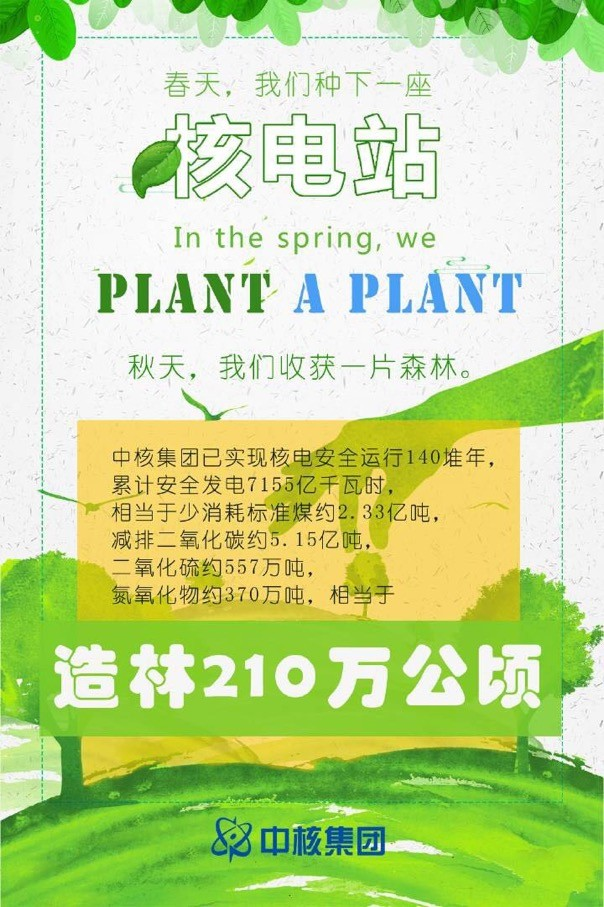 春天，我们种下一座
核电站
In the spring, we
PLANT A PLANT
秋天，我们收获一片森林。
中核集团已实现核电安全运行140堆年，
累计安全发电7155亿千瓦时，
相当于少消耗标准煤约2.33亿吨，
减排二氧化碳约5.15亿吨，
二氧化硫约557万吨，
氮氧化物约370万吨，相当于
造林210万公顷
中核集团